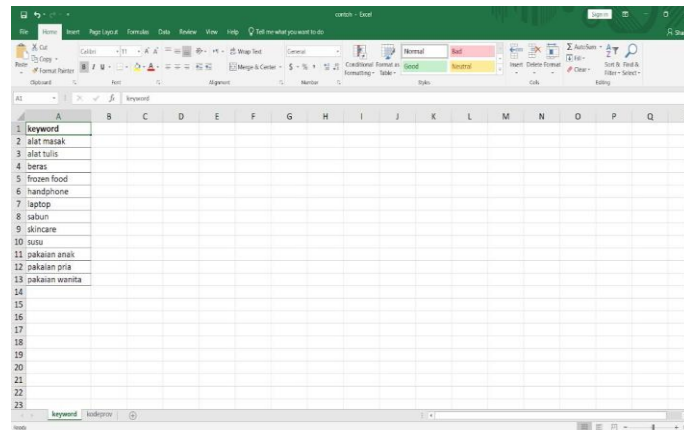 contoh - Excel
Sign in
File Home Insert Page Layout Formulas Data Review View Help Tell me what you want to do
Cut
Copy
Format Painter
Paste
Clipboard
Calibri 11
B I U
Font
Wrap Text
Merge & Center
Alignment
General
$ %
Number
Conditional Formatting
Format as Table
Normal Bad
Good Neutral
Styles
Insert Delete Format
Cells
AutoSum
Fill
Clear
Sort & Filter
Find & Select
Editing
A1 fx keyword
A B C D E F G H I J K L M N O P Q
1 keyword
2 alat masak
3 alat tulis
4 beras
5 frozen food
6 handphone
7 laptop
8 sabun
9 skincare
10 susu
11 pakaian anak
12 pakaian pria
13 pakaian wanita
14
15
16
17
18
19
20
21
22
23
keyword kodeprov
Ready